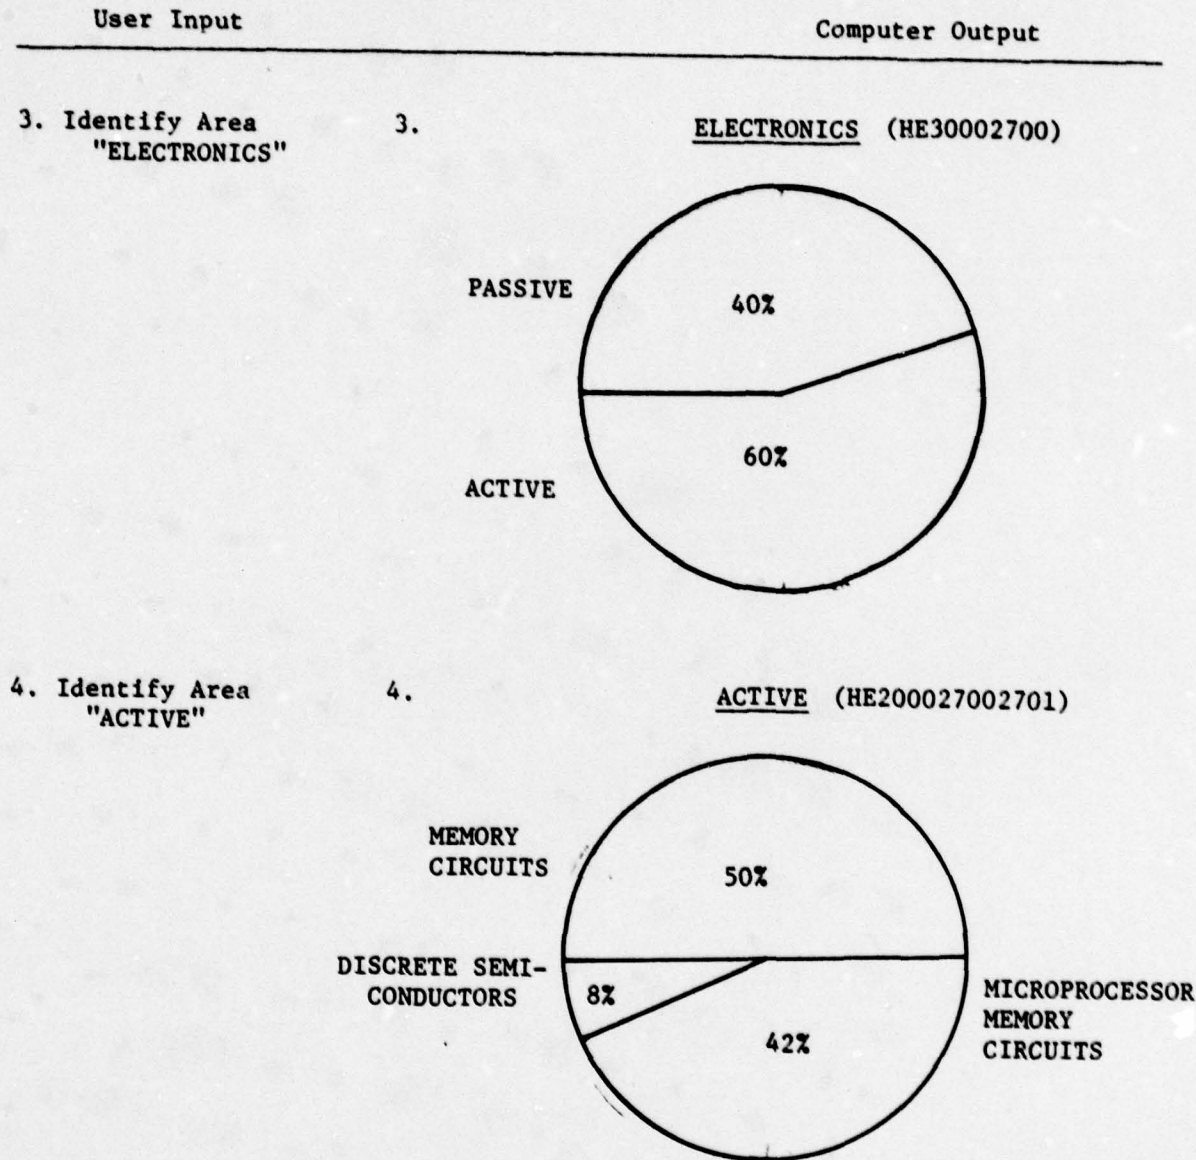 User Input
Computer Output
3. Identify Area
"ELECTRONICS"
3.
ELECTRONICS (HE30002700)
PASSIVE
40%
60%
ACTIVE
4. Identify Area
"ACTIVE"
4.
ACTIVE (HE200027002701)
MEMORY
CIRCUITS
50%
DISCRETE SEMI-
CONDUCTORS
8%
42%
MICROPROCESSOR
MEMORY
CIRCUITS